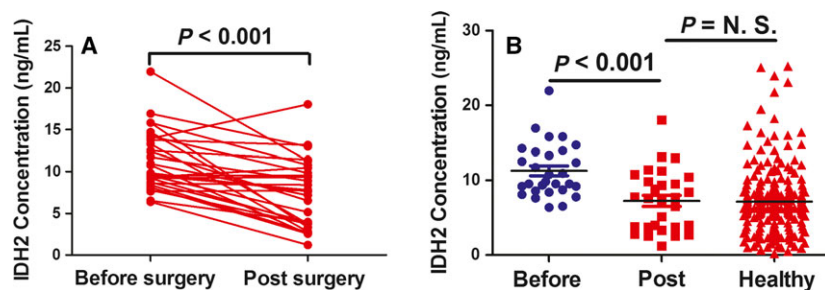 A
P < 0.001
IDH2 Concentration (ng/mL)
25
20
15
10
5
0
Before surgery
Post surgery
B
P = N. S.
P < 0.001
IDH2 Concentration (ng/mL)
30
20
10
0
Before
Post
Healthy